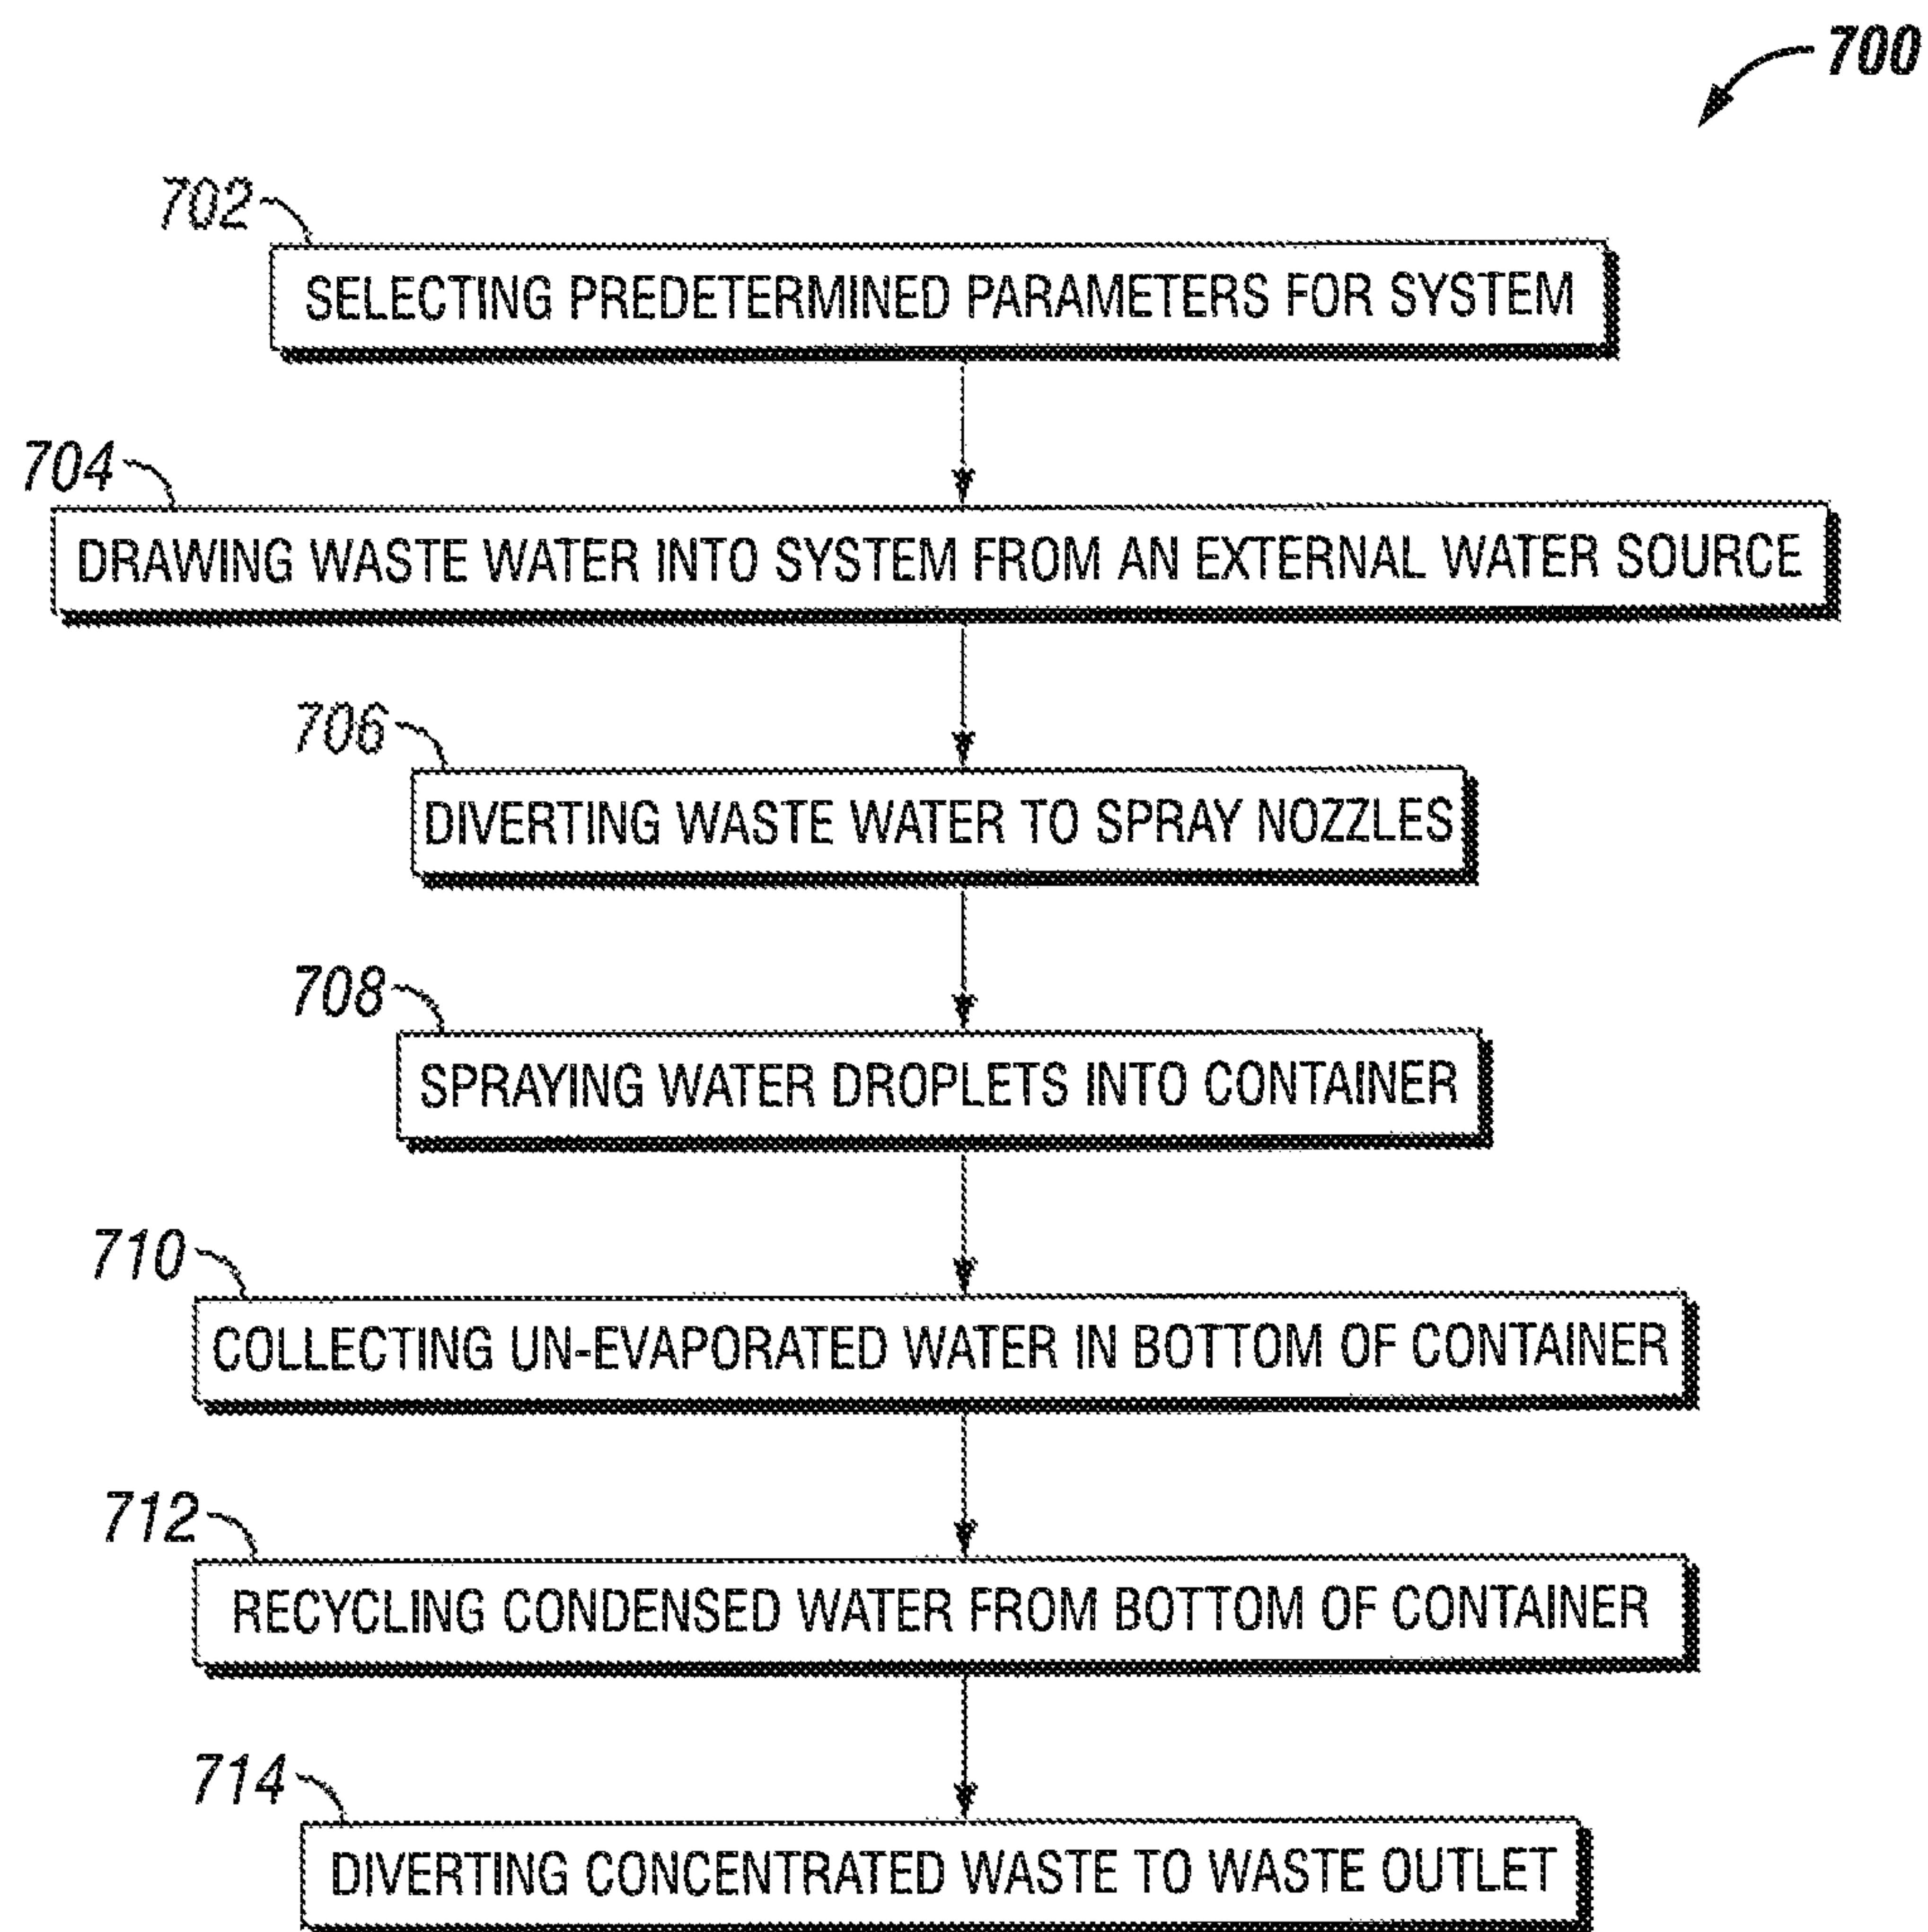 700
702
SELECTING PREDETERMINED PARAMETERS FOR SYSTEM
704
DRAWING WASTE WATER INTO SYSTEM FROM AN EXTERNAL WATER SOURCE
706
DIVERTING WASTE WATER TO SPRAY NOZZLES
708
SPRAYING WATER DROPLETS INTO CONTAINER
710
COLLECTING UN-EVAPORATED WATER IN BOTTOM OF CONTAINER
712
RECYCLING CONDENSED WATER FROM BOTTOM OF CONTAINER
714
DIVERTING CONCENTRATED WASTE TO WASTE OUTLET